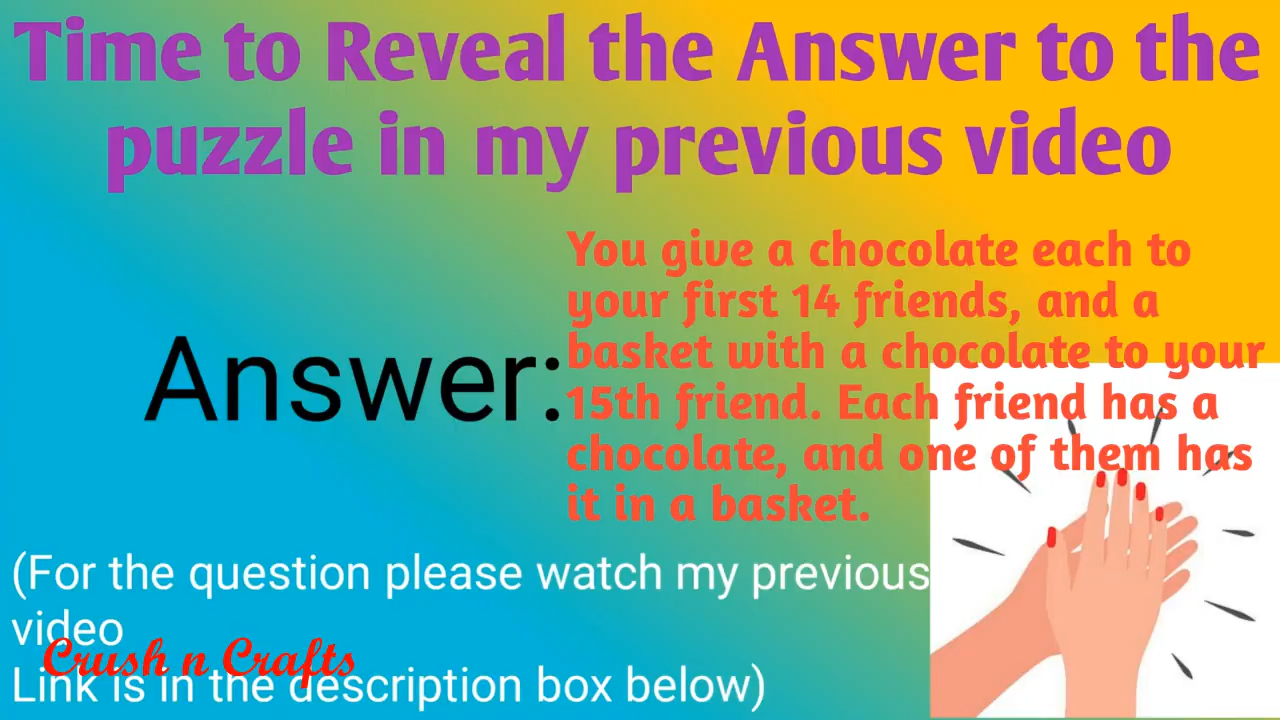 Time to Reveal the Answer to the
puzzle in my previous video
Answer:
You give a chocolate each to
your first 14 friends, and a
basket with a chocolate to your
15th friend. Each friend has a
chocolate, and one of them has
it in a basket.
(For the question please watch my previous
video
Crush n Crafts
Link is in the description box below)